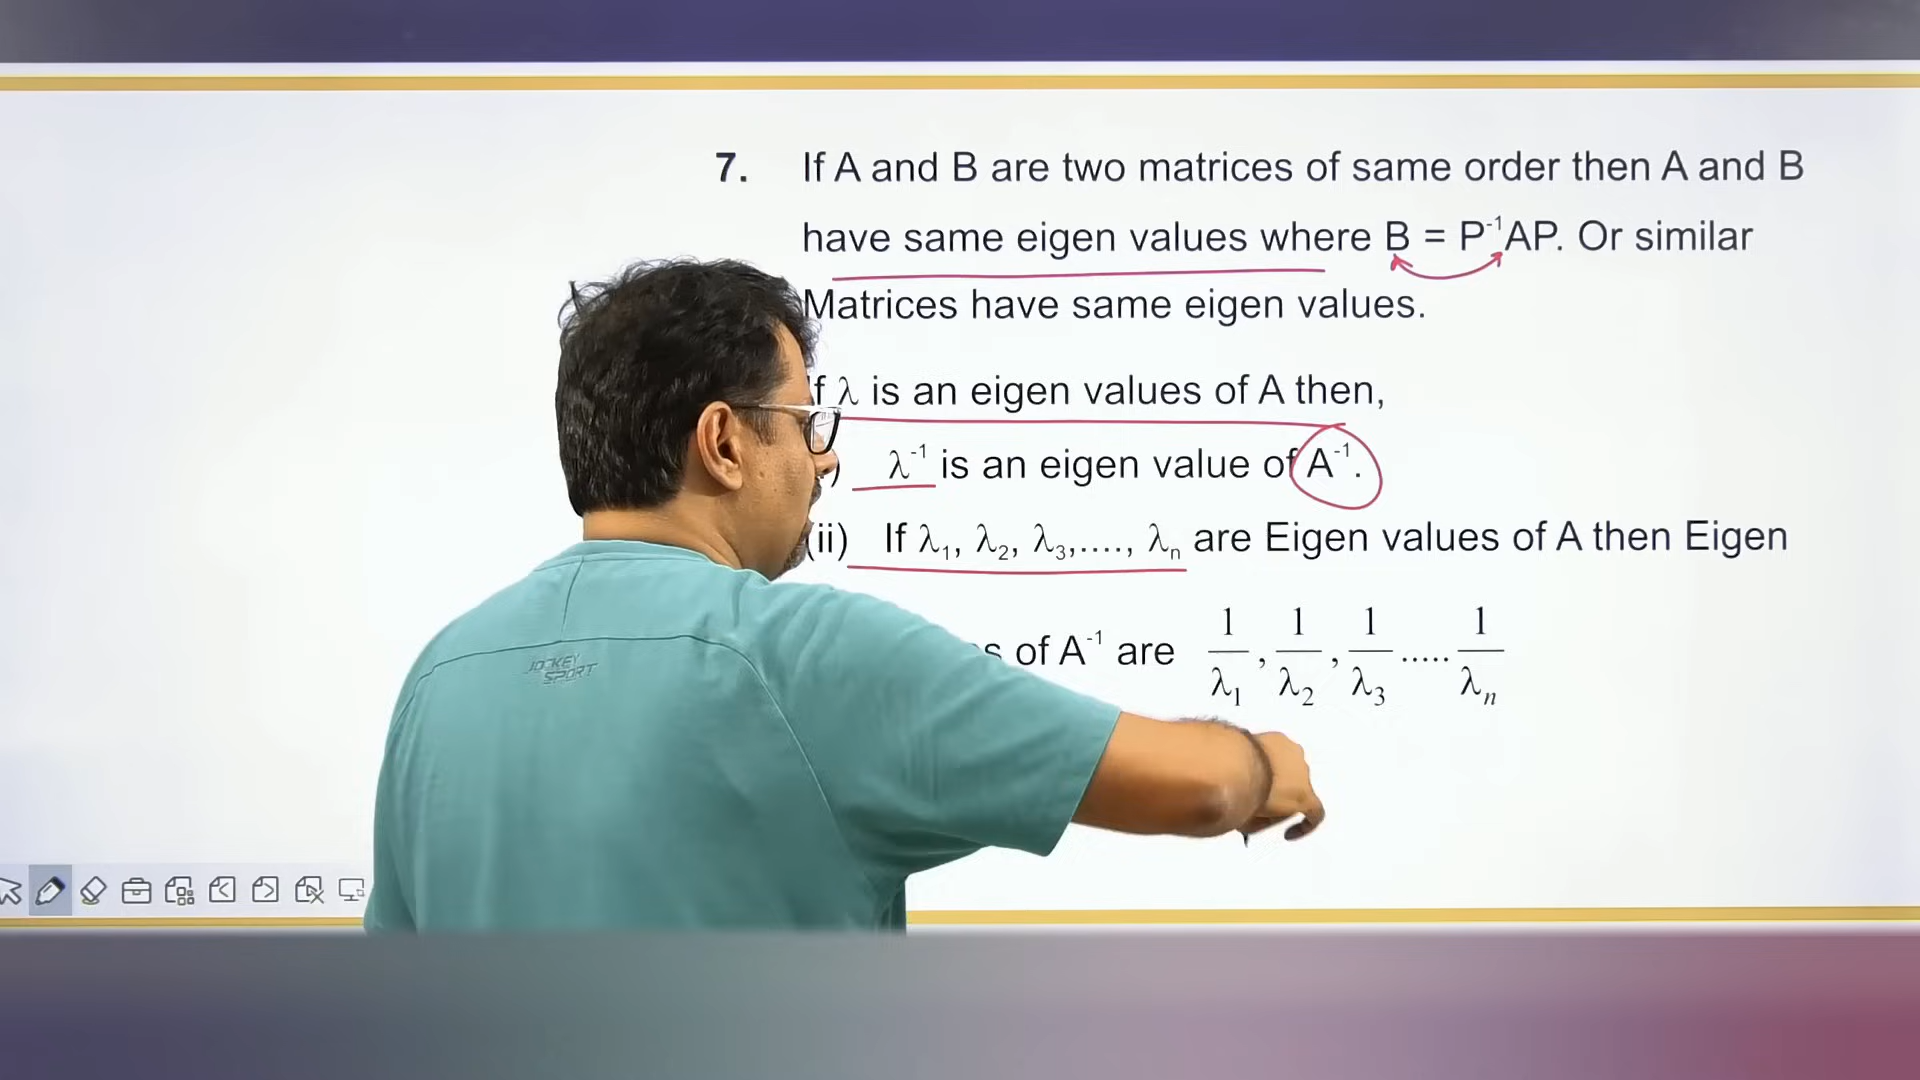 7. If A and B are two matrices of same order then A and B
have same eigen values where B = P⁻¹AP. Or similar
Matrices have same eigen values.
λ is an eigen values of A then,
λ⁻¹ is an eigen value of A⁻¹.
(ii) If λ₁, λ₂, λ₃,...., λₙ are Eigen values of A then Eigen
of A⁻¹ are 1/λ₁, 1/λ₂, 1/λ₃ ..... 1/λₙ
JOCKEY
SPORT